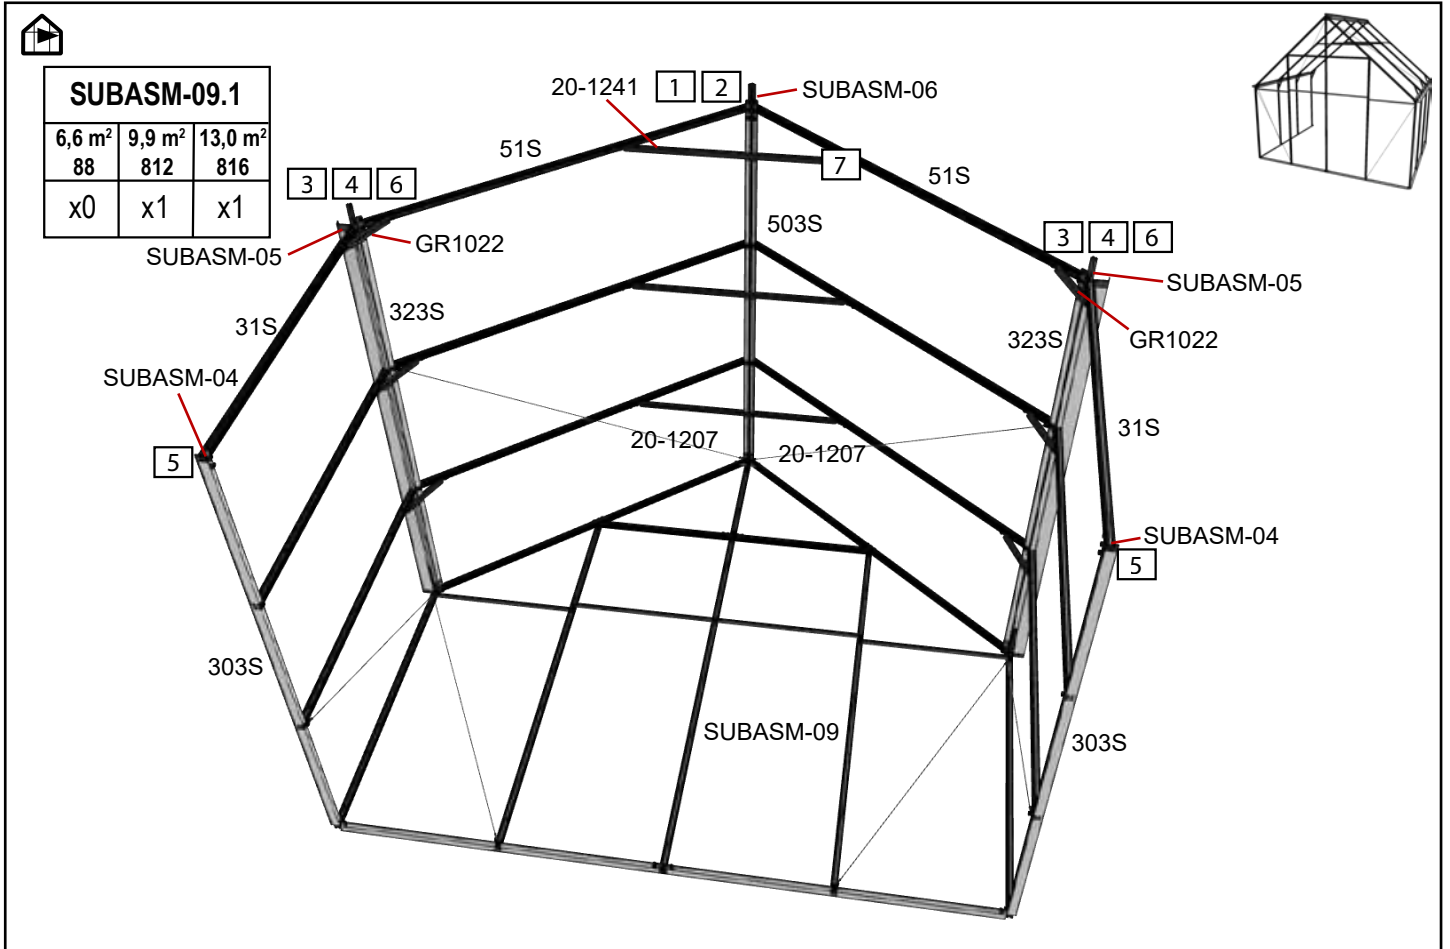 SUBASM-09.1
6,6 m² 9,9 m² 13,0 m²
88 812 816
x0 x1 x1
20-1241
1 2
SUBASM-06
51S
7
51S
3 4 6
SUBASM-05
GR1022
503S
3 4 6
SUBASM-05
31S
323S
323S
GR1022
SUBASM-04
5
20-1207
20-1207
31S
SUBASM-04
5
303S
SUBASM-09
303S